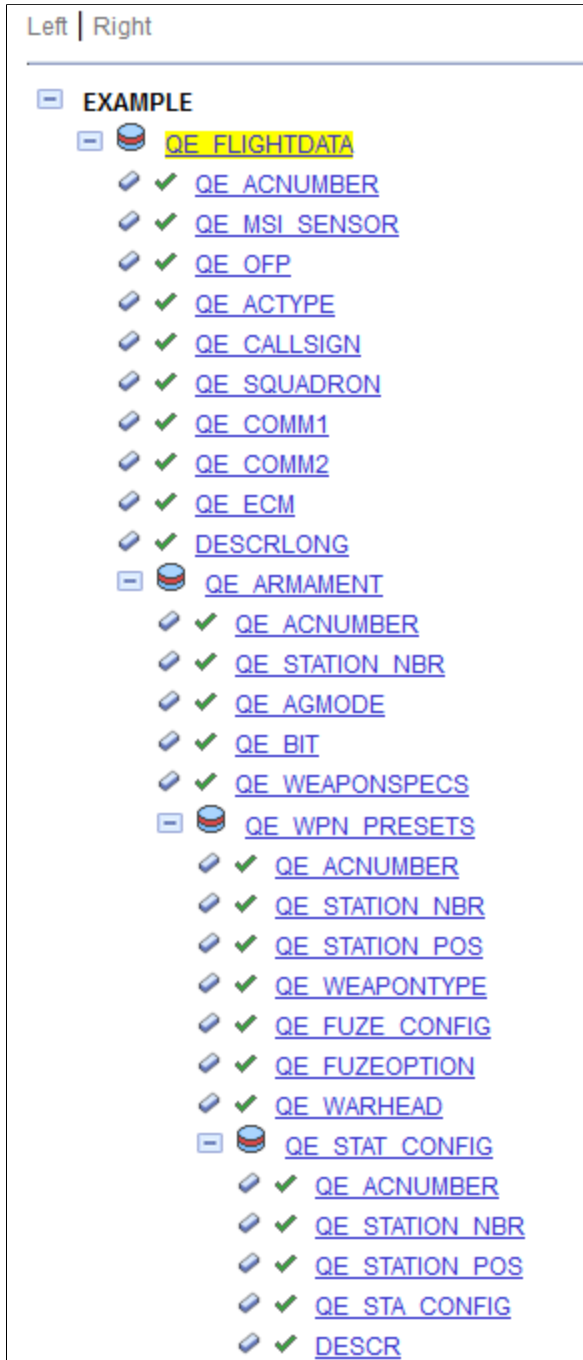 Left | Right
EXAMPLE
QE_FLIGHTDATA
QE_ACNUMBER
QE_MSI_SENSOR
QE_OFP
QE_ACTYPE
QE_CALLSIGN
QE_SQUADRON
QE_COMM1
QE_COMM2
QE_ECM
DESCRLONG
QE_ARMAMENT
QE_ACNUMBER
QE_STATION_NBR
QE_AGMODE
QE_BIT
QE_WEAPONSPECS
QE_WPN_PRESETS
QE_ACNUMBER
QE_STATION_NBR
QE_STATION_POS
QE_WEAPONTYPE
QE_FUZE_CONFIG
QE_FUZEOPTION
QE_WARHEAD
QE_STAT_CONFIG
QE_ACNUMBER
QE_STATION_NBR
QE_STATION_POS
QE_STA_CONFIG
DESCR